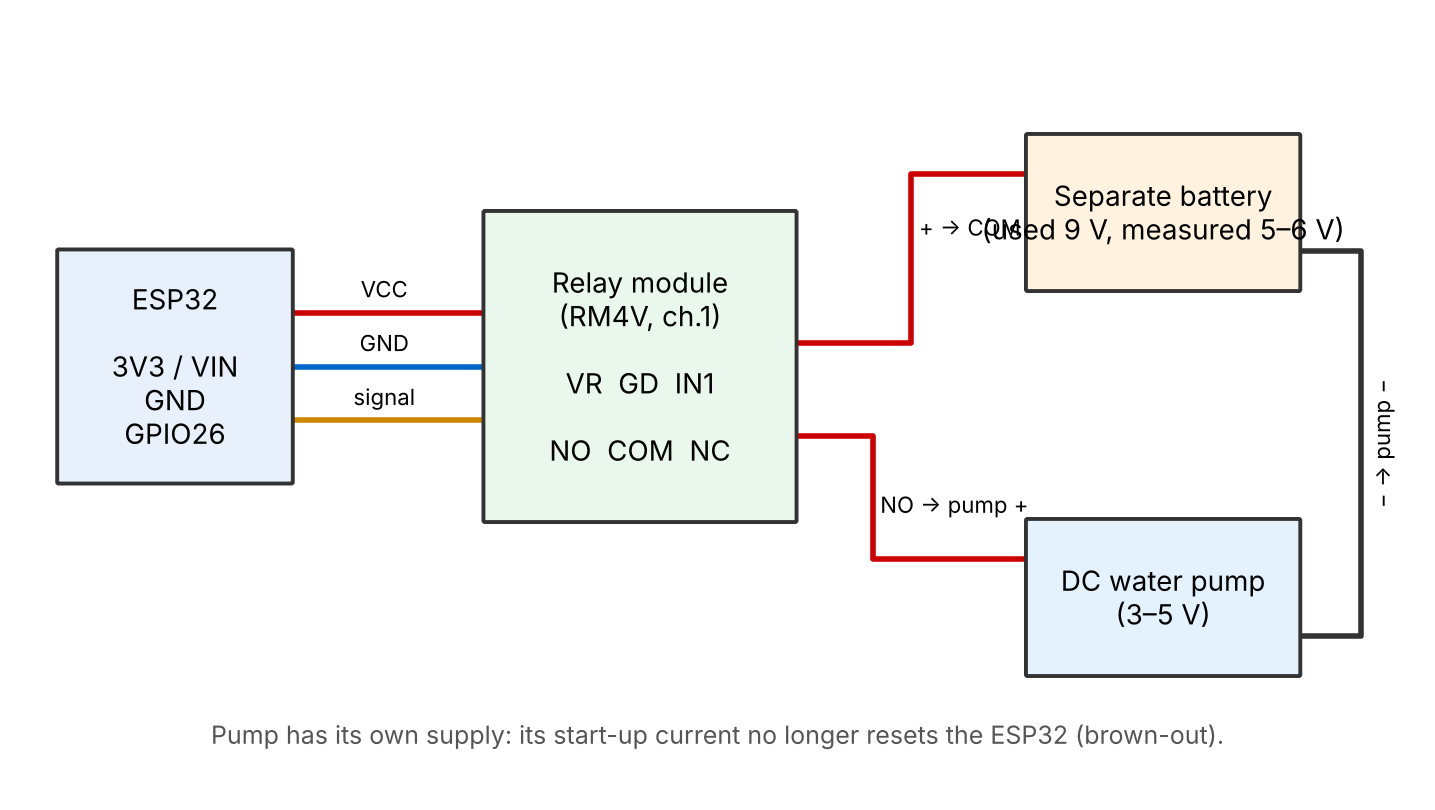 Separate battery
(used 9 V, measured 5–6 V)
+ → COM
ESP32
3V3 / VIN
GND
GPIO26
VCC
GND
signal
Relay module
(RM4V, ch.1)
VR GD IN1
NO COM NC
NO → pump +
− → pump −
DC water pump
(3–5 V)
Pump has its own supply: its start-up current no longer resets the ESP32 (brown-out).